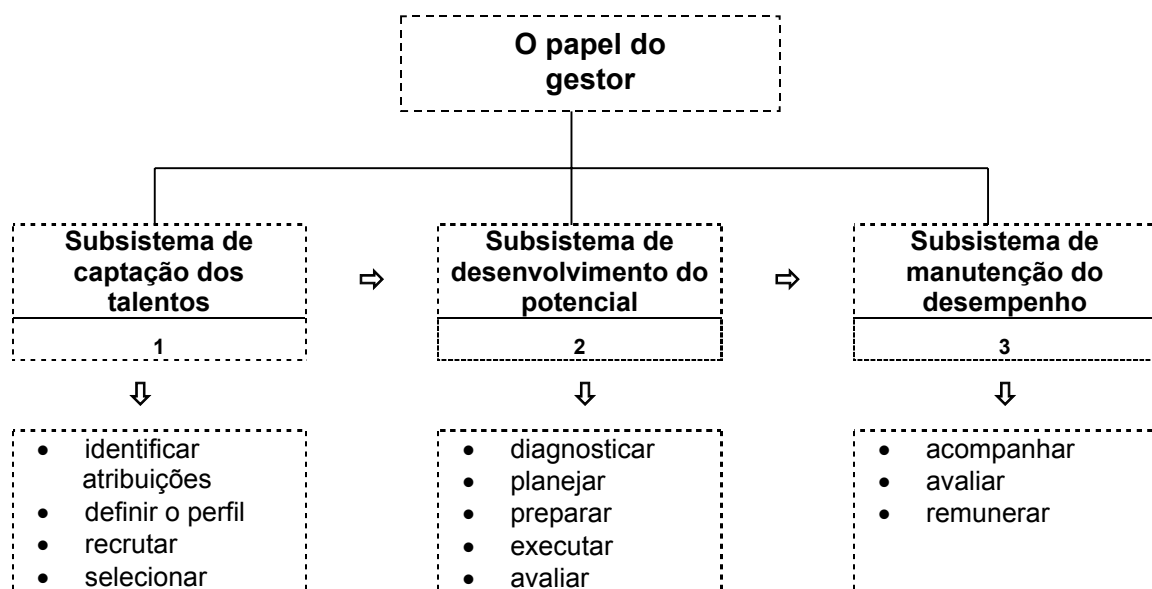 O papel do
gestor
Subsistema de
captação dos
talentos
1
⇨
Subsistema de
desenvolvimento do
potencial
2
⇨
Subsistema de
manutenção do
desempenho
3
• identificar
atribuições
• definir o perfil
• recrutar
• selecionar
• diagnosticar
• planejar
• preparar
• executar
• avaliar
• acompanhar
• avaliar
• remunerar